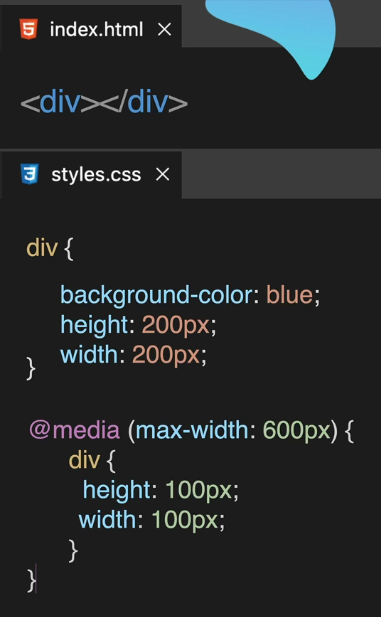 index.html ×
<div></div>
styles.css ×
div {
background-color: blue;
height: 200px;
width: 200px;
}
@media (max-width: 600px) {
div {
height: 100px;
width: 100px;
}
}